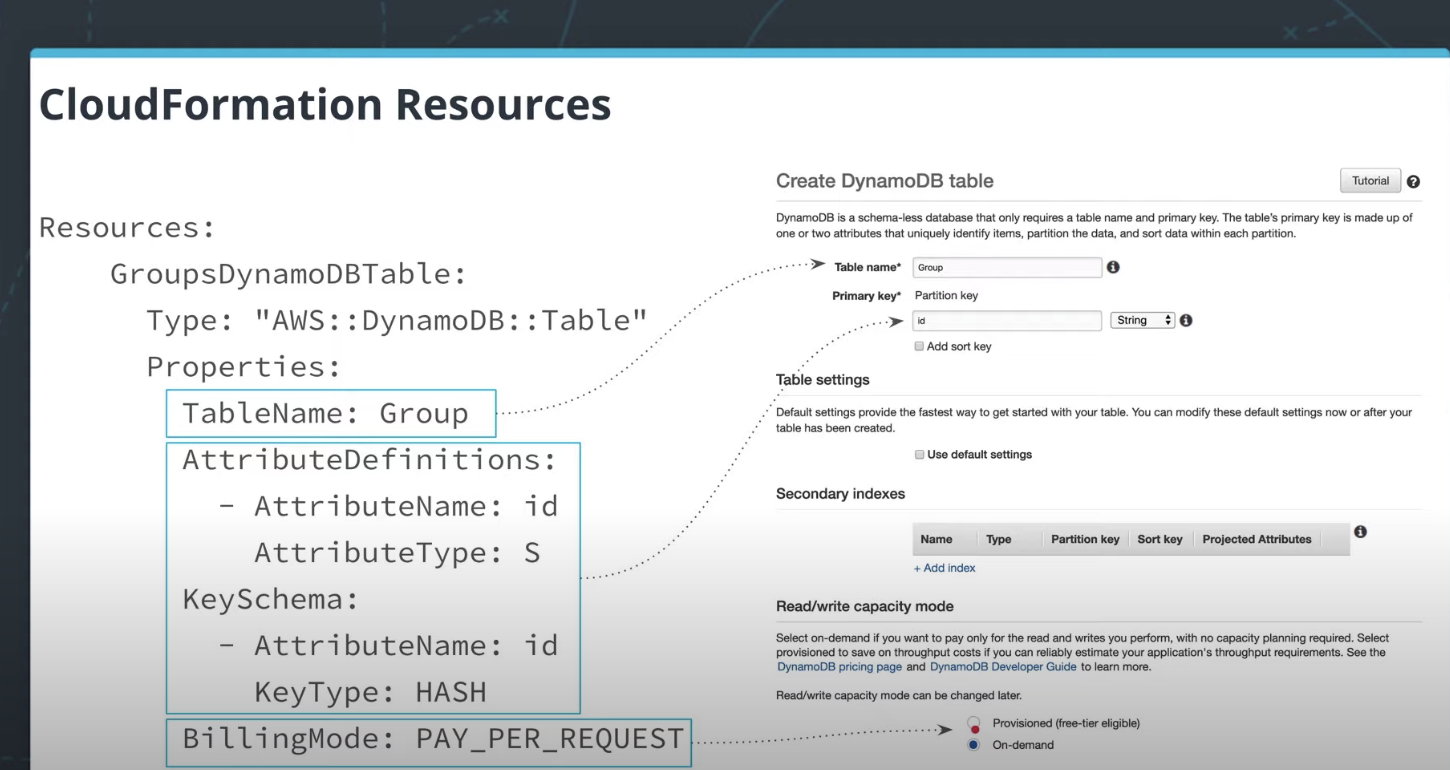 CloudFormation Resources
Resources:
GroupsDynamoDBTable:
Type: "AWS::DynamoDB::Table"
Properties:
TableName: Group
AttributeDefinitions:
- AttributeName: id
AttributeType: S
KeySchema:
- AttributeName: id
KeyType: HASH
BillingMode: PAY_PER_REQUEST
Create DynamoDB table
Tutorial
DynamoDB is a schema-less database that only requires a table name and primary key. The table's primary key is made up of
one or two attributes that uniquely identify items, partition the data, and sort data within each partition.
Table name* Group
Primary key* Partition key
id String
Add sort key
Table settings
Default settings provide the fastest way to get started with your table. You can modify these default settings now or after your
table has been created.
Use default settings
Secondary indexes
Name Type Partition key Sort key Projected Attributes
+ Add index
Read/write capacity mode
Select on-demand if you want to pay only for the read and writes you perform, with no capacity planning required. Select
provisioned to save on throughput costs if you can reliably estimate your application's throughput requirements. See the
DynamoDB pricing page and DynamoDB Developer Guide to learn more.
Read/write capacity mode can be changed later.
Provisioned (free-tier eligible)
On-demand